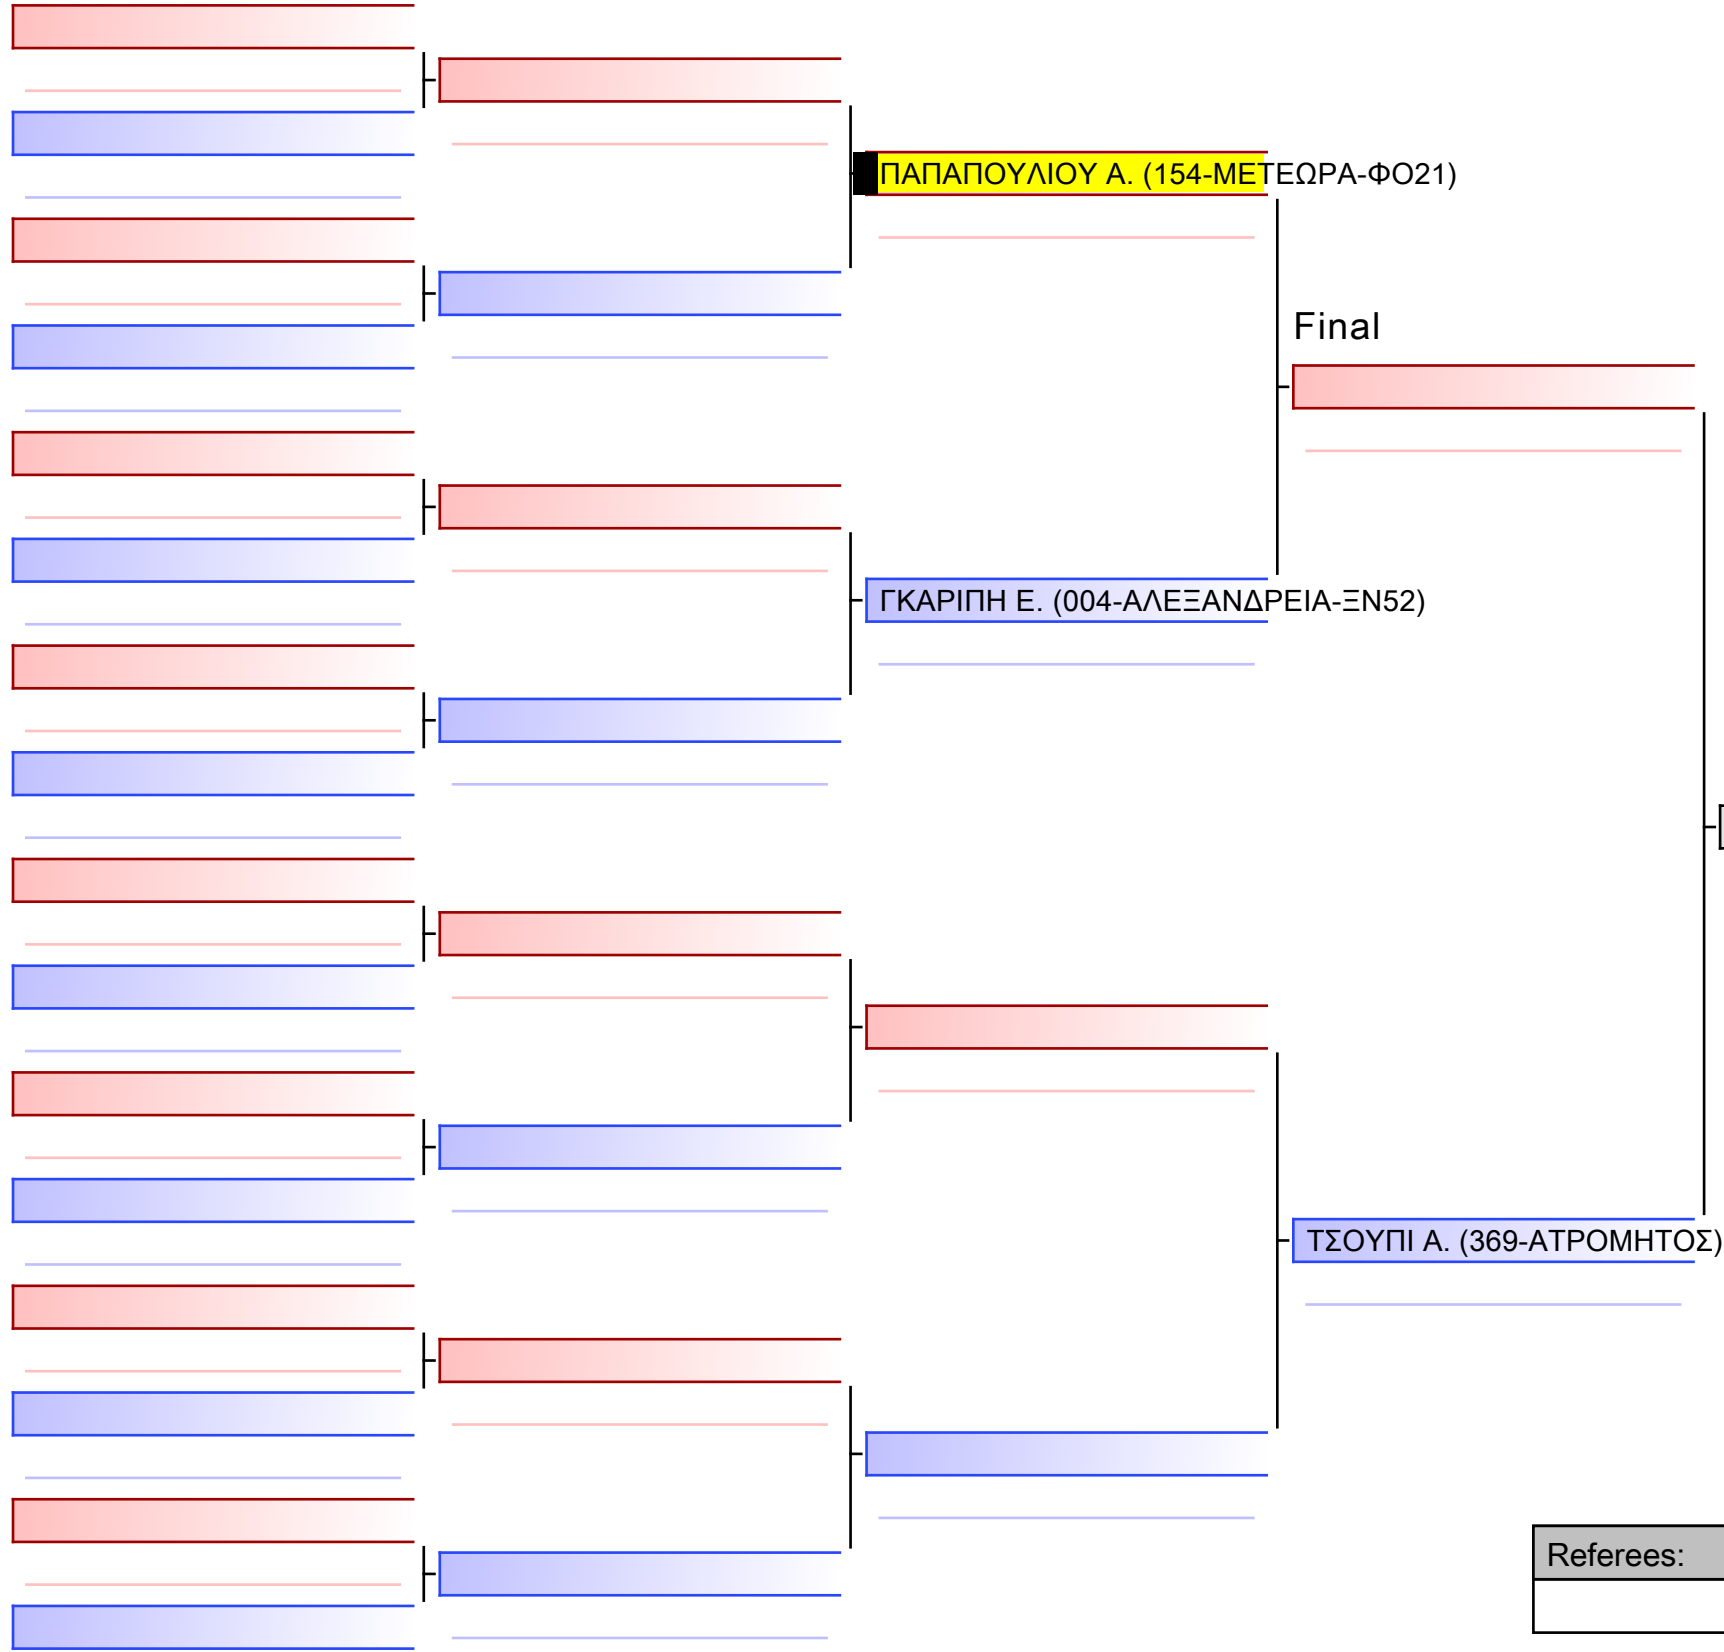 ΠΑΠΑΠΟΥΛΙΟΥ Α. (154-ΜΕΤΕΩΡΑ-ΦΟ21)
Final
ΓΚΑΡΙΠΗ Ε. (004-ΑΛΕΞΑΝΔΡΕΙΑ-ΞΝ52)
ΤΣΟΥΠΙ Α. (369-ΑΤΡΟΜΗΤΟΣ)
Referees: